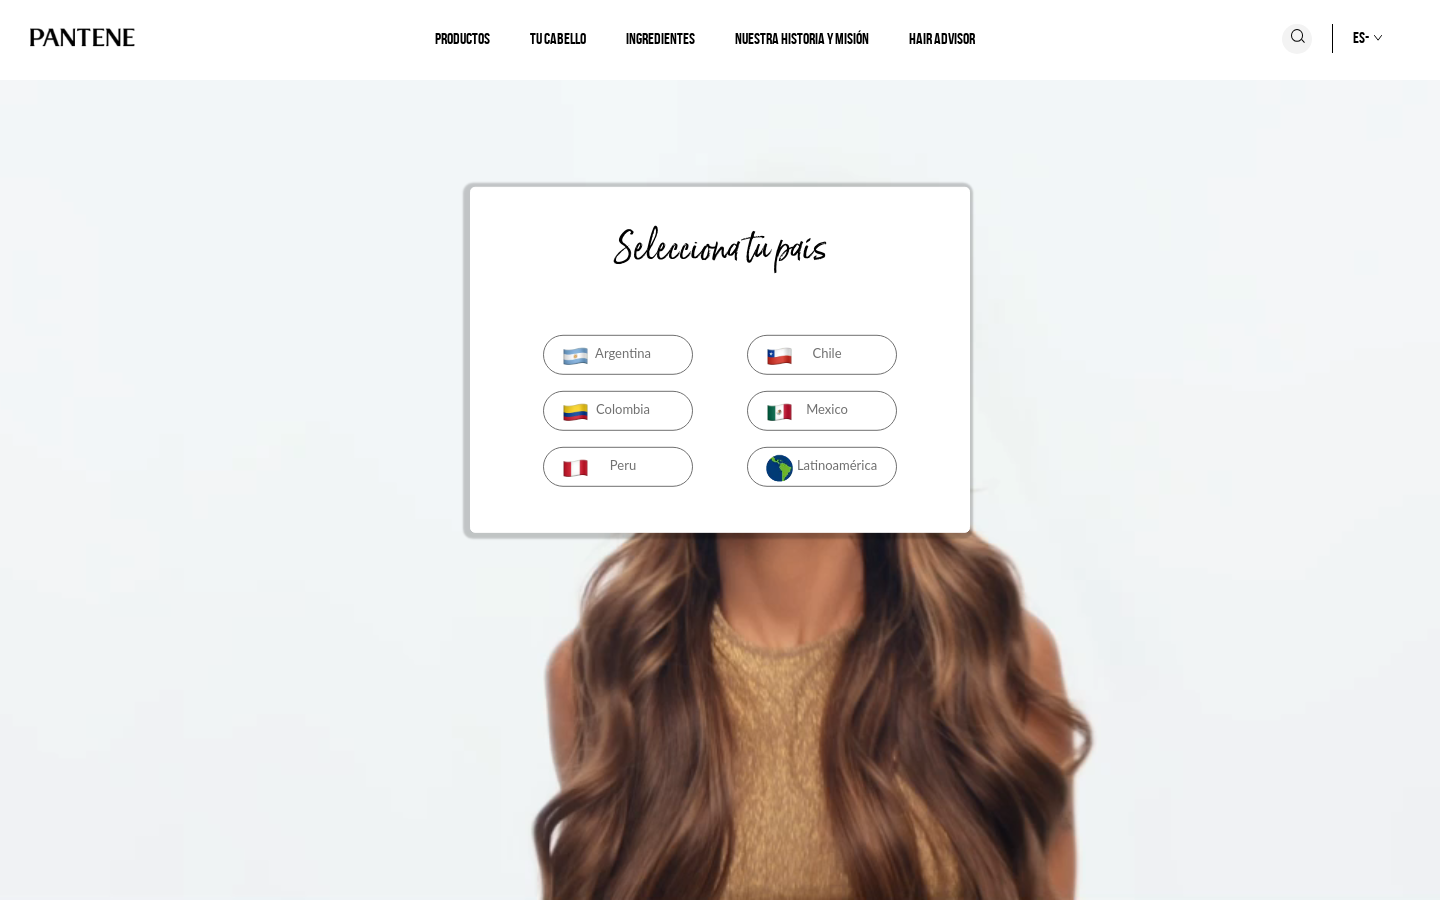 PANTENE
PRODUCTOS
TU CABELLO
INGREDIENTES
NUESTRA HISTORIA Y MISIÓN
HAIR ADVISOR
ES-
Selecciona tu país
Argentina
Chile
Colombia
Mexico
Peru
Latinoamérica